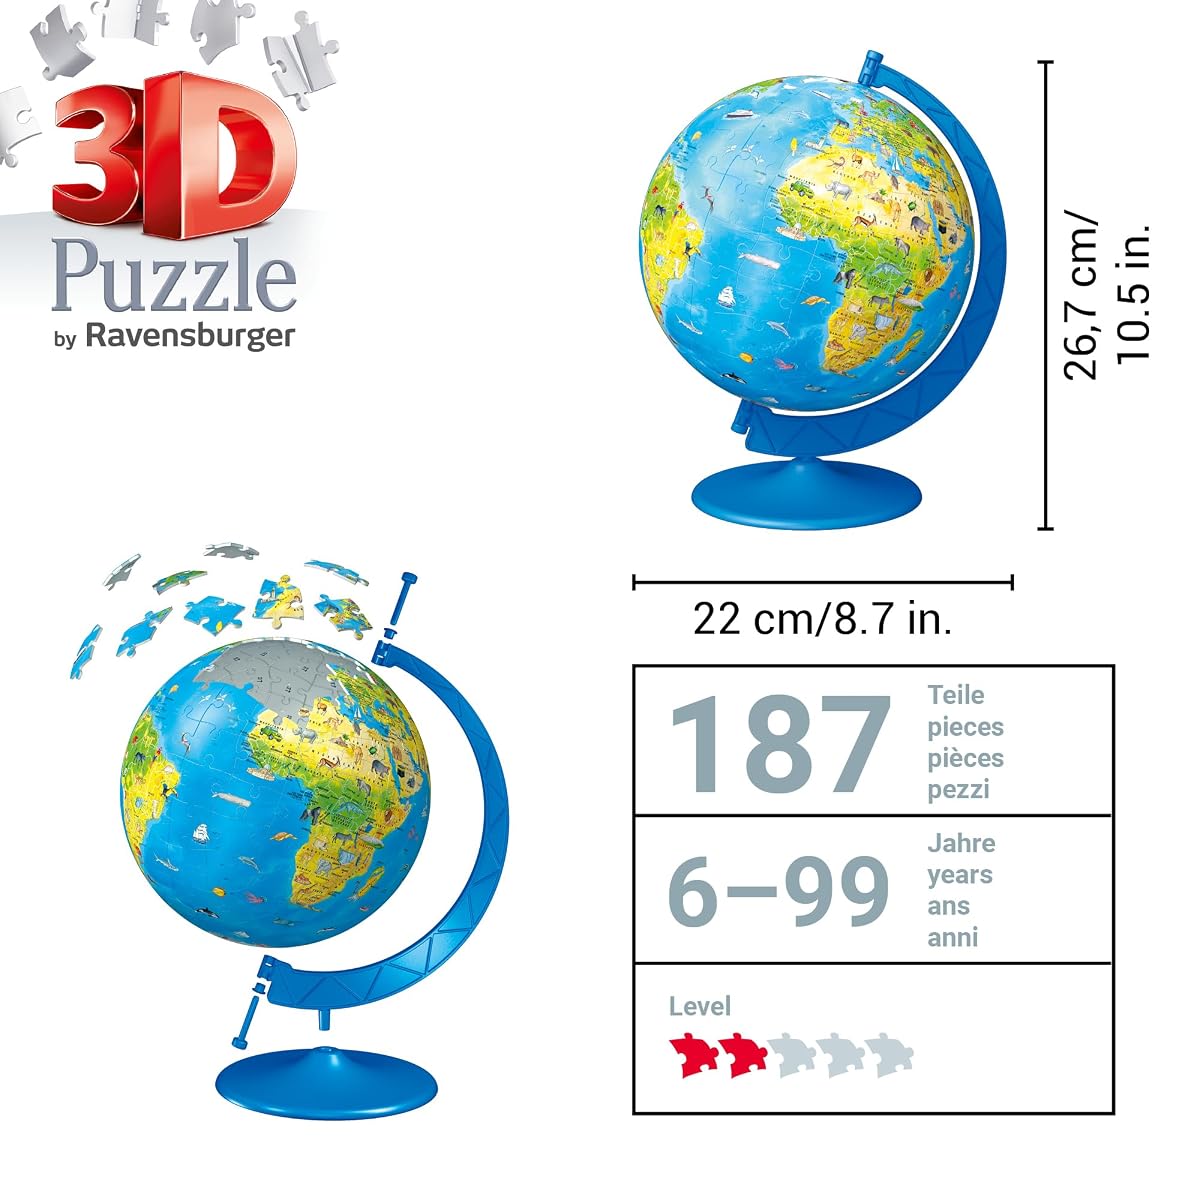 3D
Puzzle
by Ravensburger
26,7 cm/
10.5 in.
22 cm/8.7 in.
187
Teile
pieces
pièces
pezzi
6–99
Jahre
years
ans
anni
Level